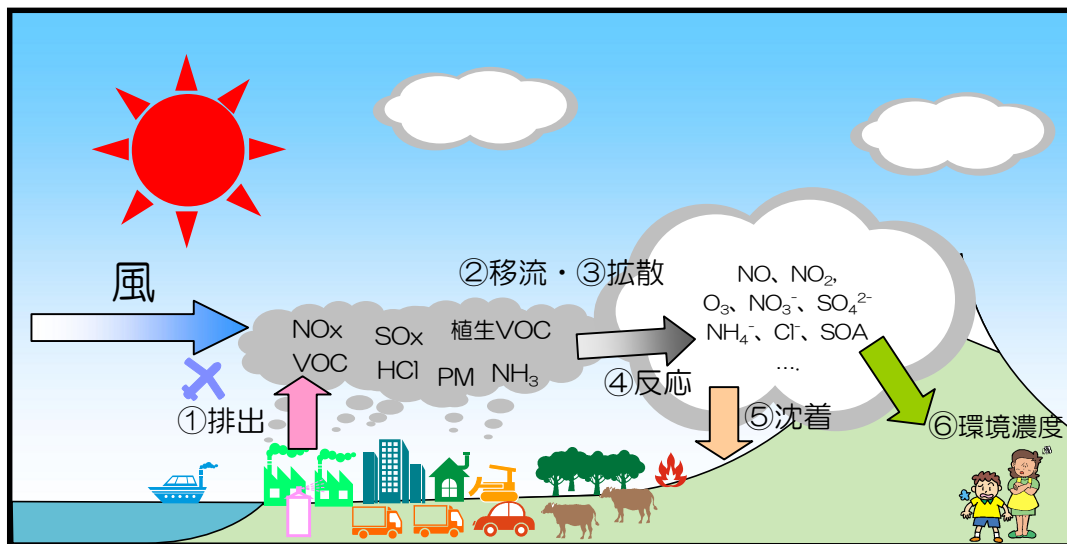 風
②移流・③拡散
NOx
SOx
植生VOC
VOC
HCl
PM
NH₃
NO、NO₂,
O₃、NO₃⁻、SO₄²⁻
NH₄⁻、Cl⁻、SOA
….
④反応
①排出
⑤沈着
⑥環境濃度